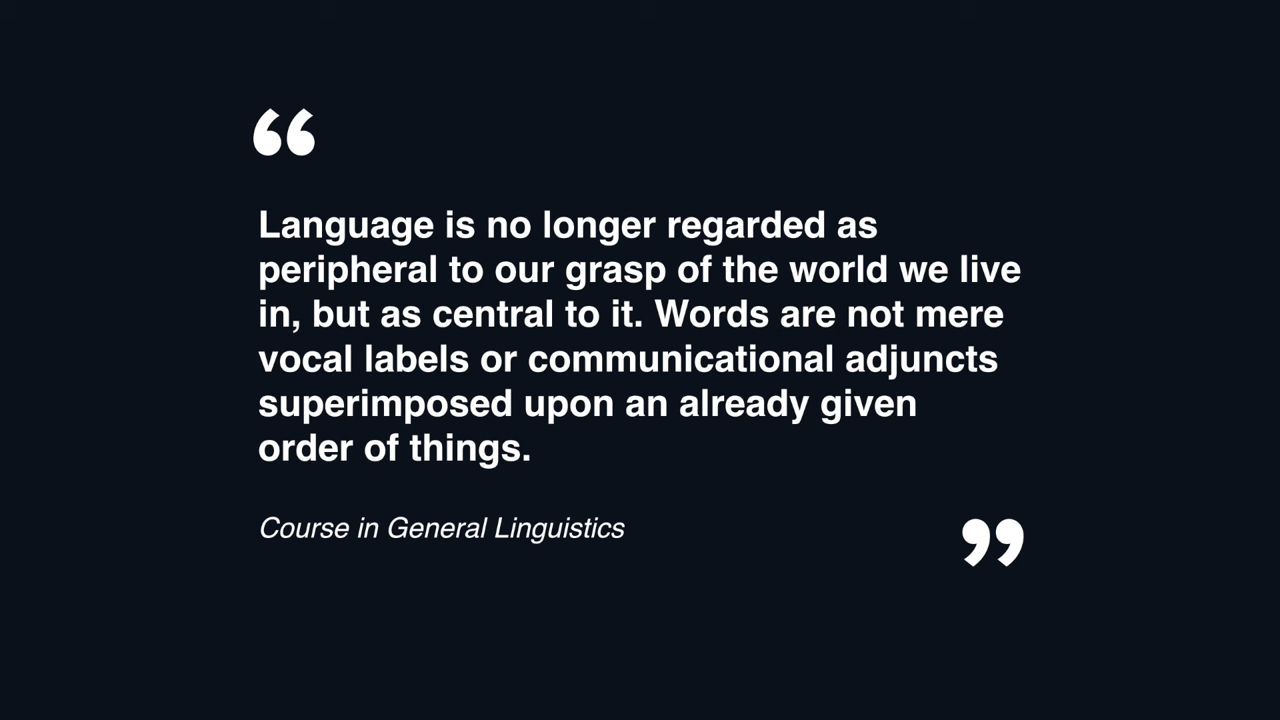 “
Language is no longer regarded as
peripheral to our grasp of the world we live
in, but as central to it. Words are not mere
vocal labels or communicational adjuncts
superimposed upon an already given
order of things.
Course in General Linguistics
”